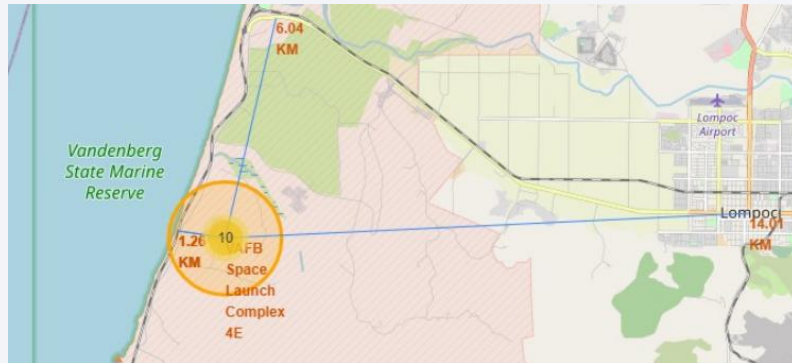 6.04
KM
Lompoc
Airport
Vandenberg
State Marine
Reserve
Lompoc
14.01
KM
1.26
KM
10
Space
Launch
Complex
4E